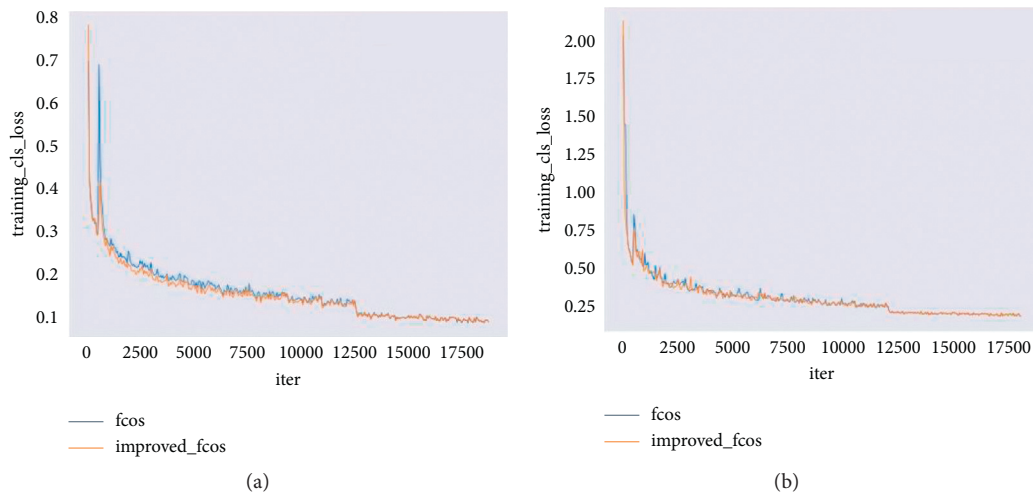 0.8
0.7
0.6
0.5
0.4
0.3
0.2
0.1
training_cls_loss
0 2500 5000 7500 10000 12500 15000 17500
iter
fcos
improved_fcos
(a)
2.00
1.75
1.50
1.25
1.00
0.75
0.50
0.25
training_cls_loss
0 2500 5000 7500 10000 12500 15000 17500
iter
fcos
improved_fcos
(b)